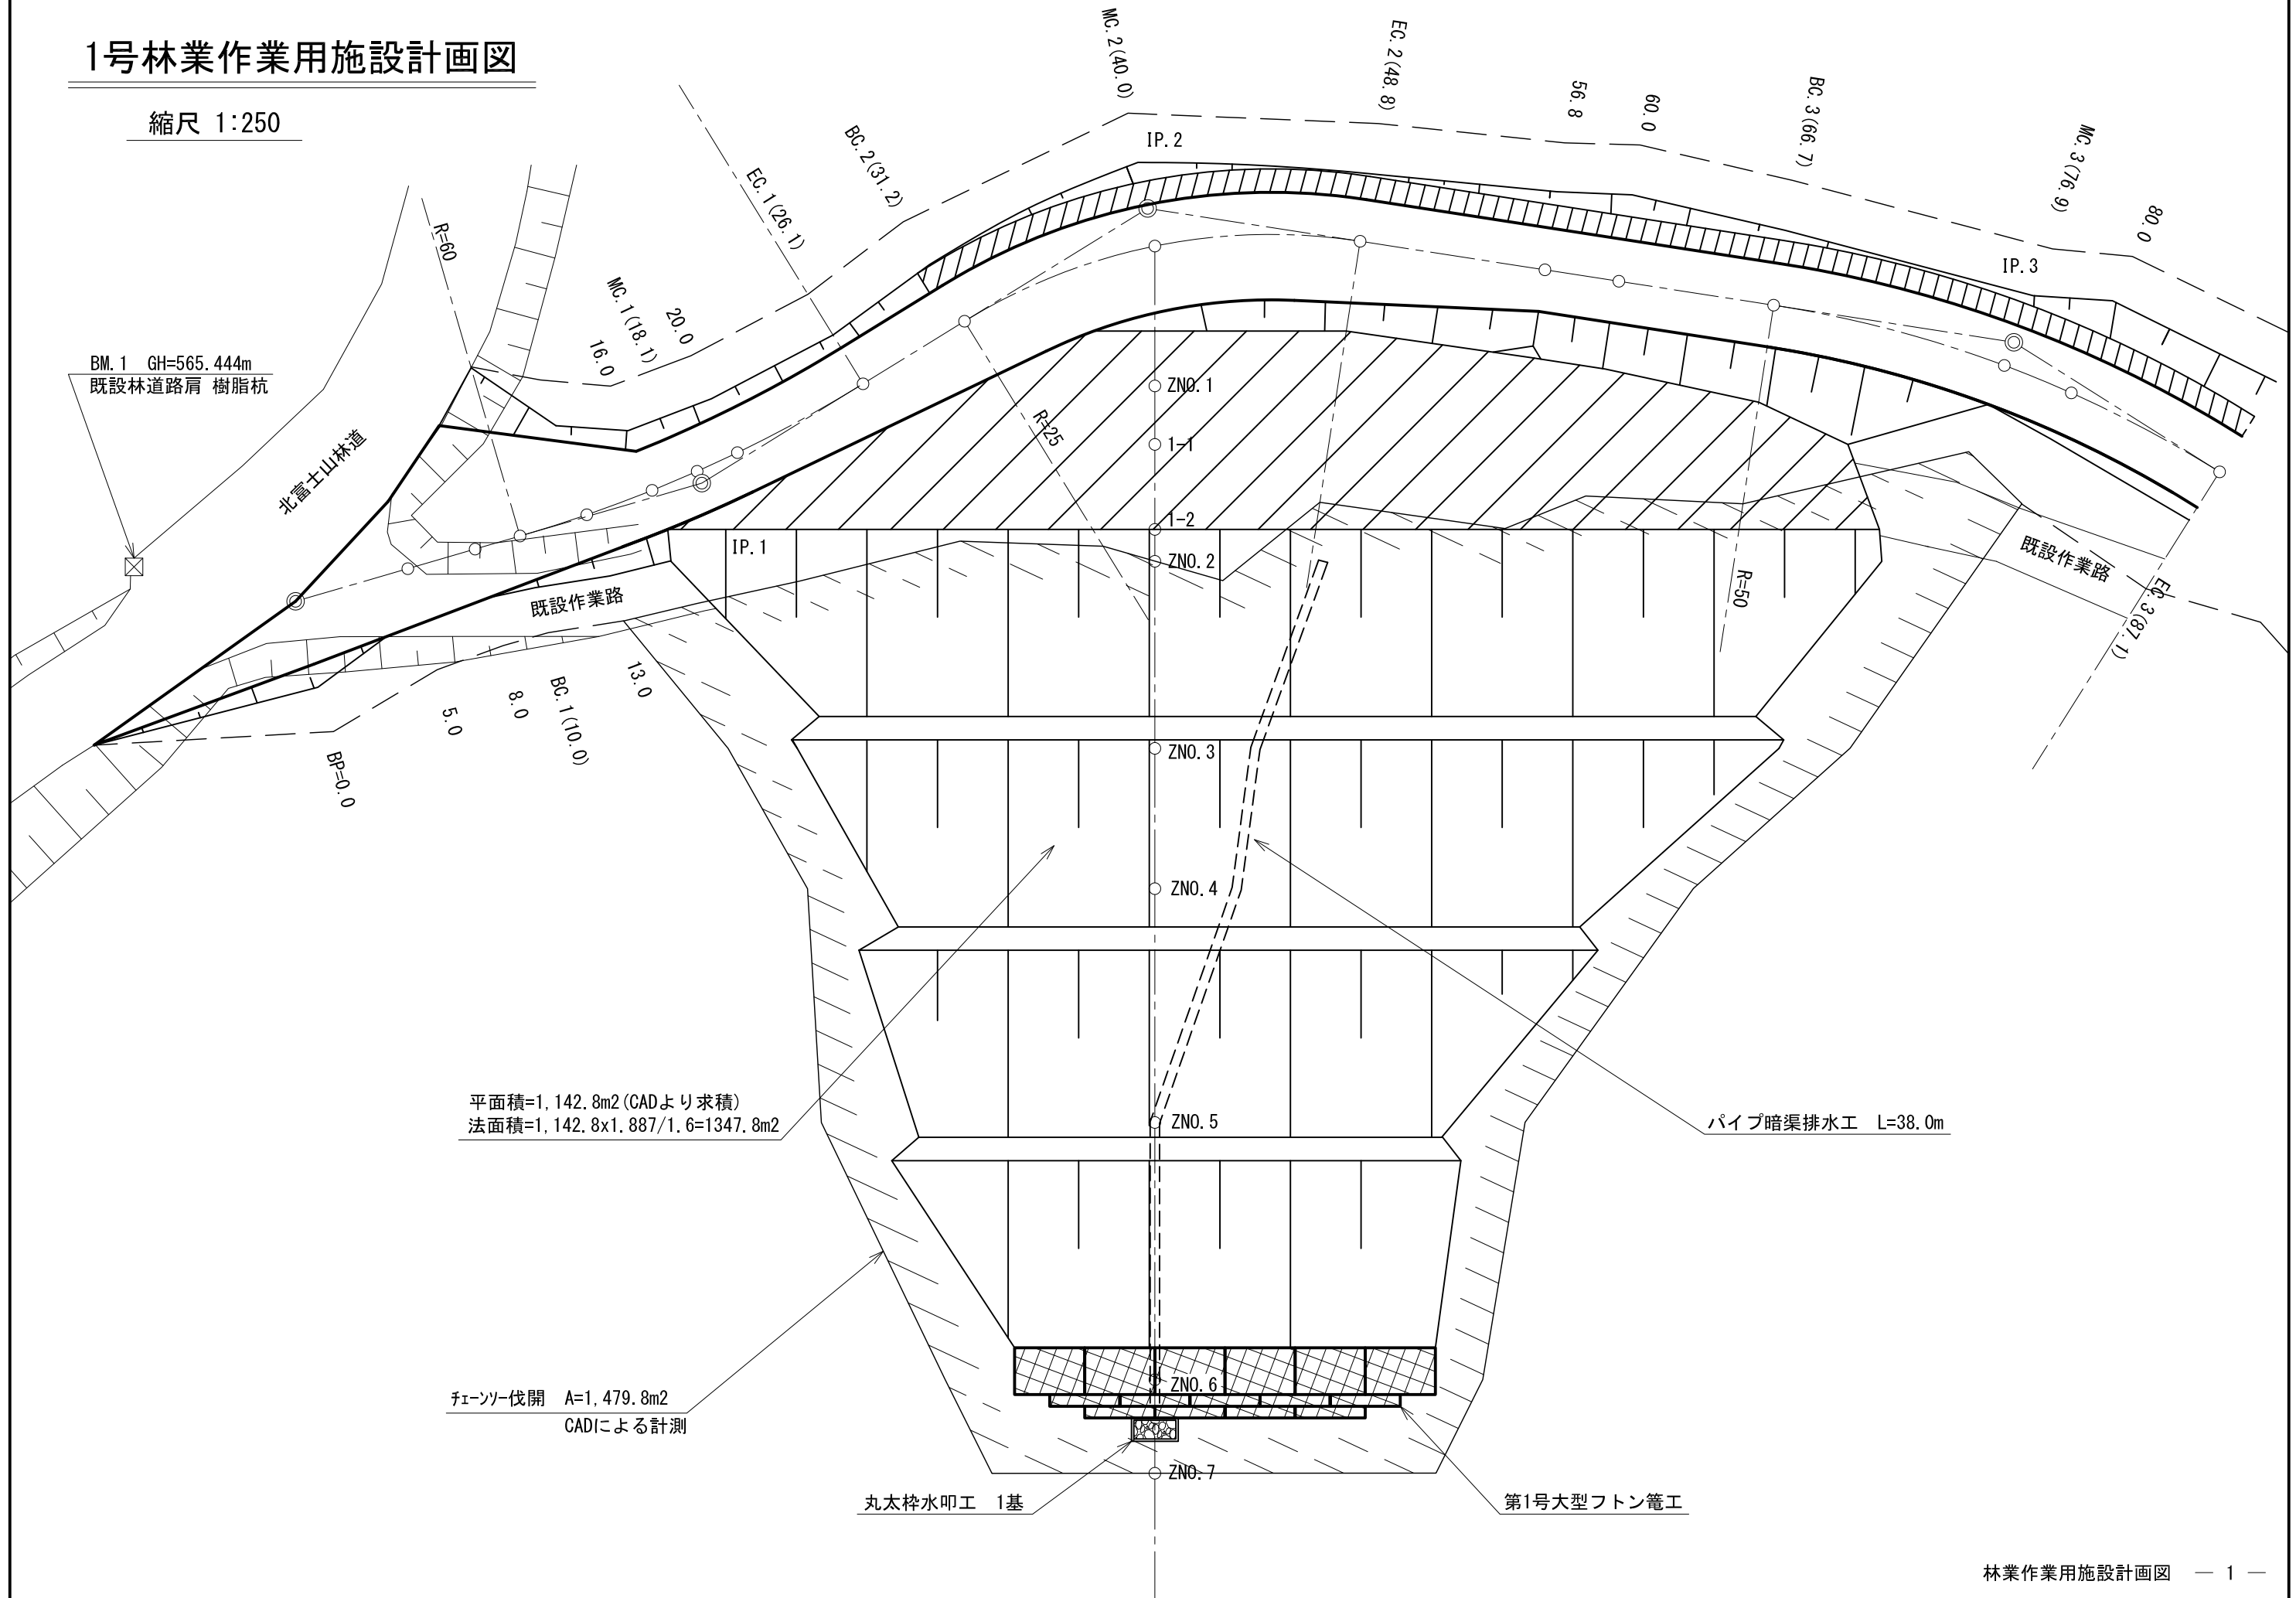 1号林業作業用施設計画図
縮尺 1:250
MC.2(40.0)
EC.2(48.8)
56.8
60.0
BC.3(66.7)
MC.3(76.9)
80.0
IP.2
IP.3
BC.2(31.2)
EC.1(26.1)
R=60
MC.1(18.1)
20.0
16.0
BM.1 GH=565.444m
既設林道路肩 樹脂杭
北富士山林道
ZNO.1
R=25
1-1
1-2
IP.1
ZNO.2
既設作業路
既設作業路
R=50
EC.3(87.1)
13.0
BC.1(10.0)
8.0
5.0
BP=0.0
ZNO.3
ZNO.4
平面積=1,142.8m2(CADより求積)
法面積=1,142.8x1.887/1.6=1347.8m2
ZNO.5
パイプ暗渠排水工 L=38.0m
ZNO.6
チェーンソー伐開 A=1,479.8m2
CADによる計測
ZNO.7
丸太枠水叩工 1基
第1号大型フトン篭工
林業作業用施設計画図 ― 1 ―